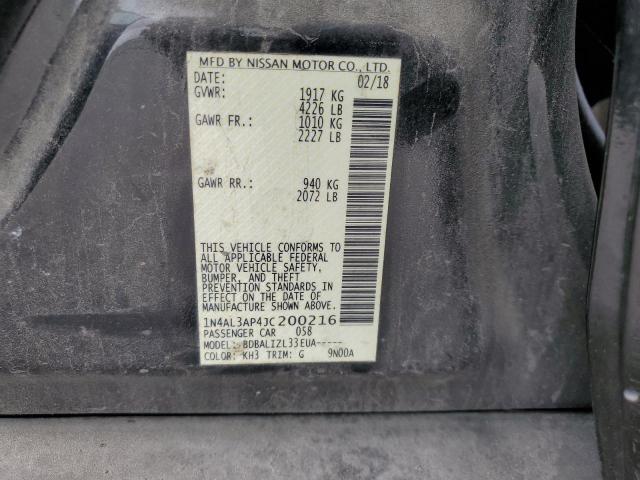 MFD BY NISSAN MOTOR CO., LTD.
DATE: 02/18
GVWR: 1917 KG
4226 LB
GAWR FR.: 1010 KG
2227 LB
GAWR RR.: 940 KG
2072 LB
THIS VEHICLE CONFORMS TO
ALL APPLICABLE FEDERAL
MOTOR VEHICLE SAFETY,
BUMPER, AND THEFT
PREVENTION STANDARDS
IN EFFECT ON THE DATE OF
MANUFACTURE SHOWN ABOVE.
1N4AL3AP4JC200216
PASSENGER CAR 058
MODEL: BDBALIZL33EUA-----
COLOR: KH3 TRIM: G 9N00A